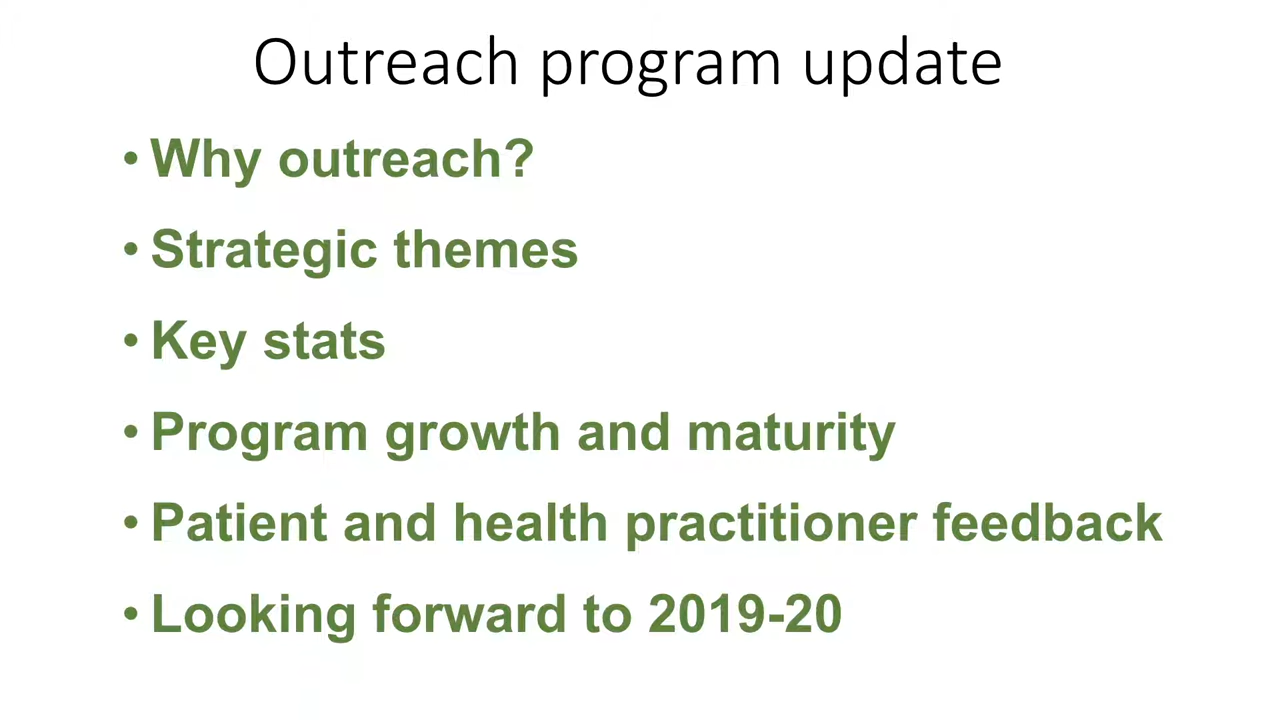 Outreach program update
• Why outreach?
• Strategic themes
• Key stats
• Program growth and maturity
• Patient and health practitioner feedback
• Looking forward to 2019-20